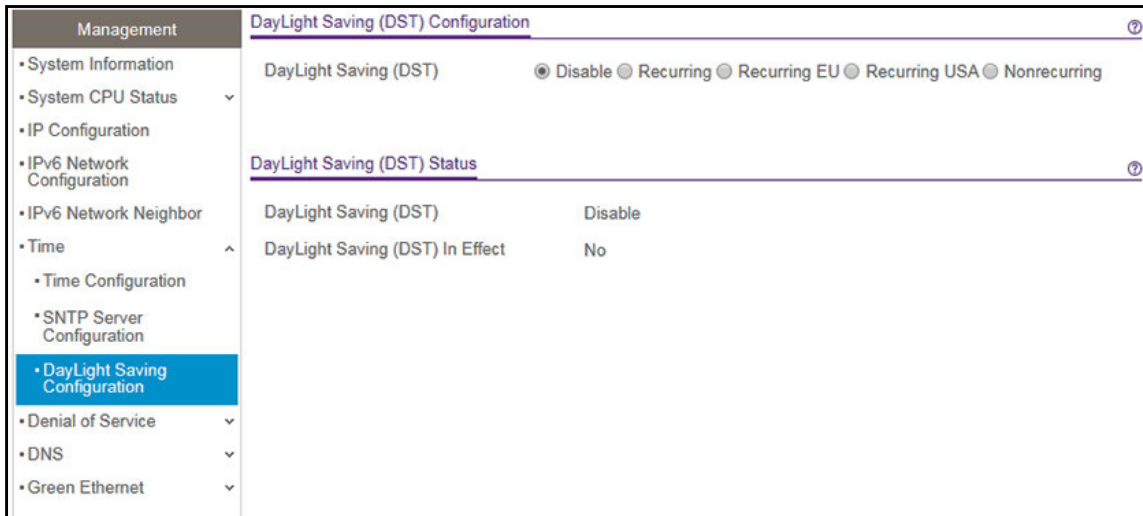 Management
• System Information
• System CPU Status
• IP Configuration
• IPv6 Network
Configuration
• IPv6 Network Neighbor
• Time
• Time Configuration
• SNTP Server
Configuration
• DayLight Saving
Configuration
• Denial of Service
• DNS
• Green Ethernet
DayLight Saving (DST) Configuration
DayLight Saving (DST) Disable Recurring Recurring EU Recurring USA Nonrecurring
DayLight Saving (DST) Status
DayLight Saving (DST) Disable
DayLight Saving (DST) In Effect No